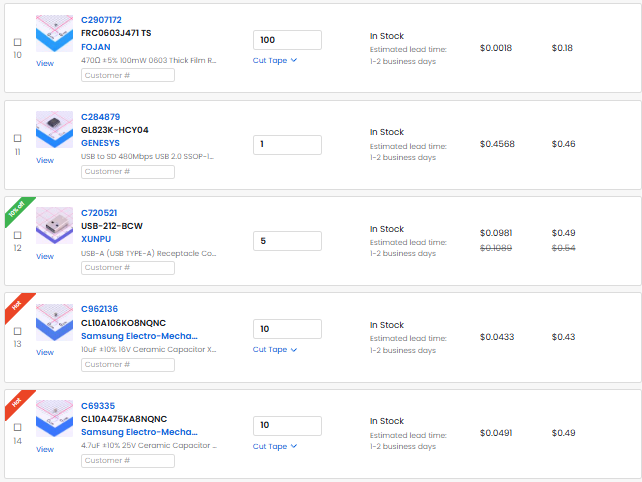 C2907172
FRC0603J471 TS
FOJAN
470Ω ±5% 100mW 0603 Thick Film R...
Customer #
10
View
100
Cut Tape
In Stock
Estimated lead time:
1-2 business days
$0.0018
$0.18
C284879
GL823K-HCY04
GENESYS
USB to SD 480Mbps USB 2.0 SSOP-1...
Customer #
11
View
1
In Stock
Estimated lead time:
1-2 business days
$0.4568
$0.46
10% off
C720521
USB-212-BCW
XUNPU
USB-A (USB TYPE-A) Receptacle Co...
Customer #
12
View
5
In Stock
Estimated lead time:
1-2 business days
$0.0981
$0.1089
$0.49
$0.54
Hot
C962136
CL10A106KO8NQNC
Samsung Electro-Mecha...
10uF ±10% 16V Ceramic Capacitor X...
Customer #
13
View
10
Cut Tape
In Stock
Estimated lead time:
1-2 business days
$0.0433
$0.43
Hot
C69335
CL10A475KA8NQNC
Samsung Electro-Mecha...
4.7uF ±10% 25V Ceramic Capacitor ...
Customer #
14
View
10
Cut Tape
In Stock
Estimated lead time:
1-2 business days
$0.0491
$0.49